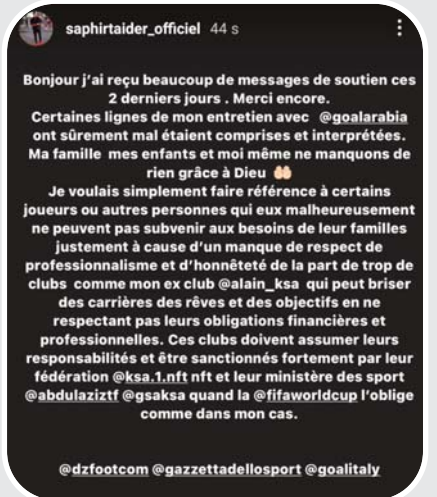 saphirtaider_officiel 44 s
Bonjour j'ai reçu beaucoup de messages de soutien ces
2 derniers jours . Merci encore.
Certaines lignes de mon entretien avec @goalarabia
ont sûrement mal étaient comprises et interprétées.
Ma famille mes enfants et moi même ne manquons de
rien grâce à Dieu 🤲🏻
Je voulais simplement faire référence à certains
joueurs ou autres personnes qui eux malheureusement
ne peuvent pas subvenir aux besoins de leur familles
justement à cause d'un manque de respect de
professionnalisme et d'honnêteté de la part de trop de
clubs comme mon ex club @alain_ksa qui peut briser
des carrières des rêves et des objectifs en ne
respectant pas leurs obligations financières et
professionnelles. Ces clubs doivent assumer leurs
responsabilités et être sanctionnés fortement par leur
fédération @ksa.1.nft nft et leur ministère des sport
@abdulaziztf @gsaksa quand la @fifaworldcup l'oblige
comme dans mon cas.
@dzfootcom @gazzettadellosport @goalitaly